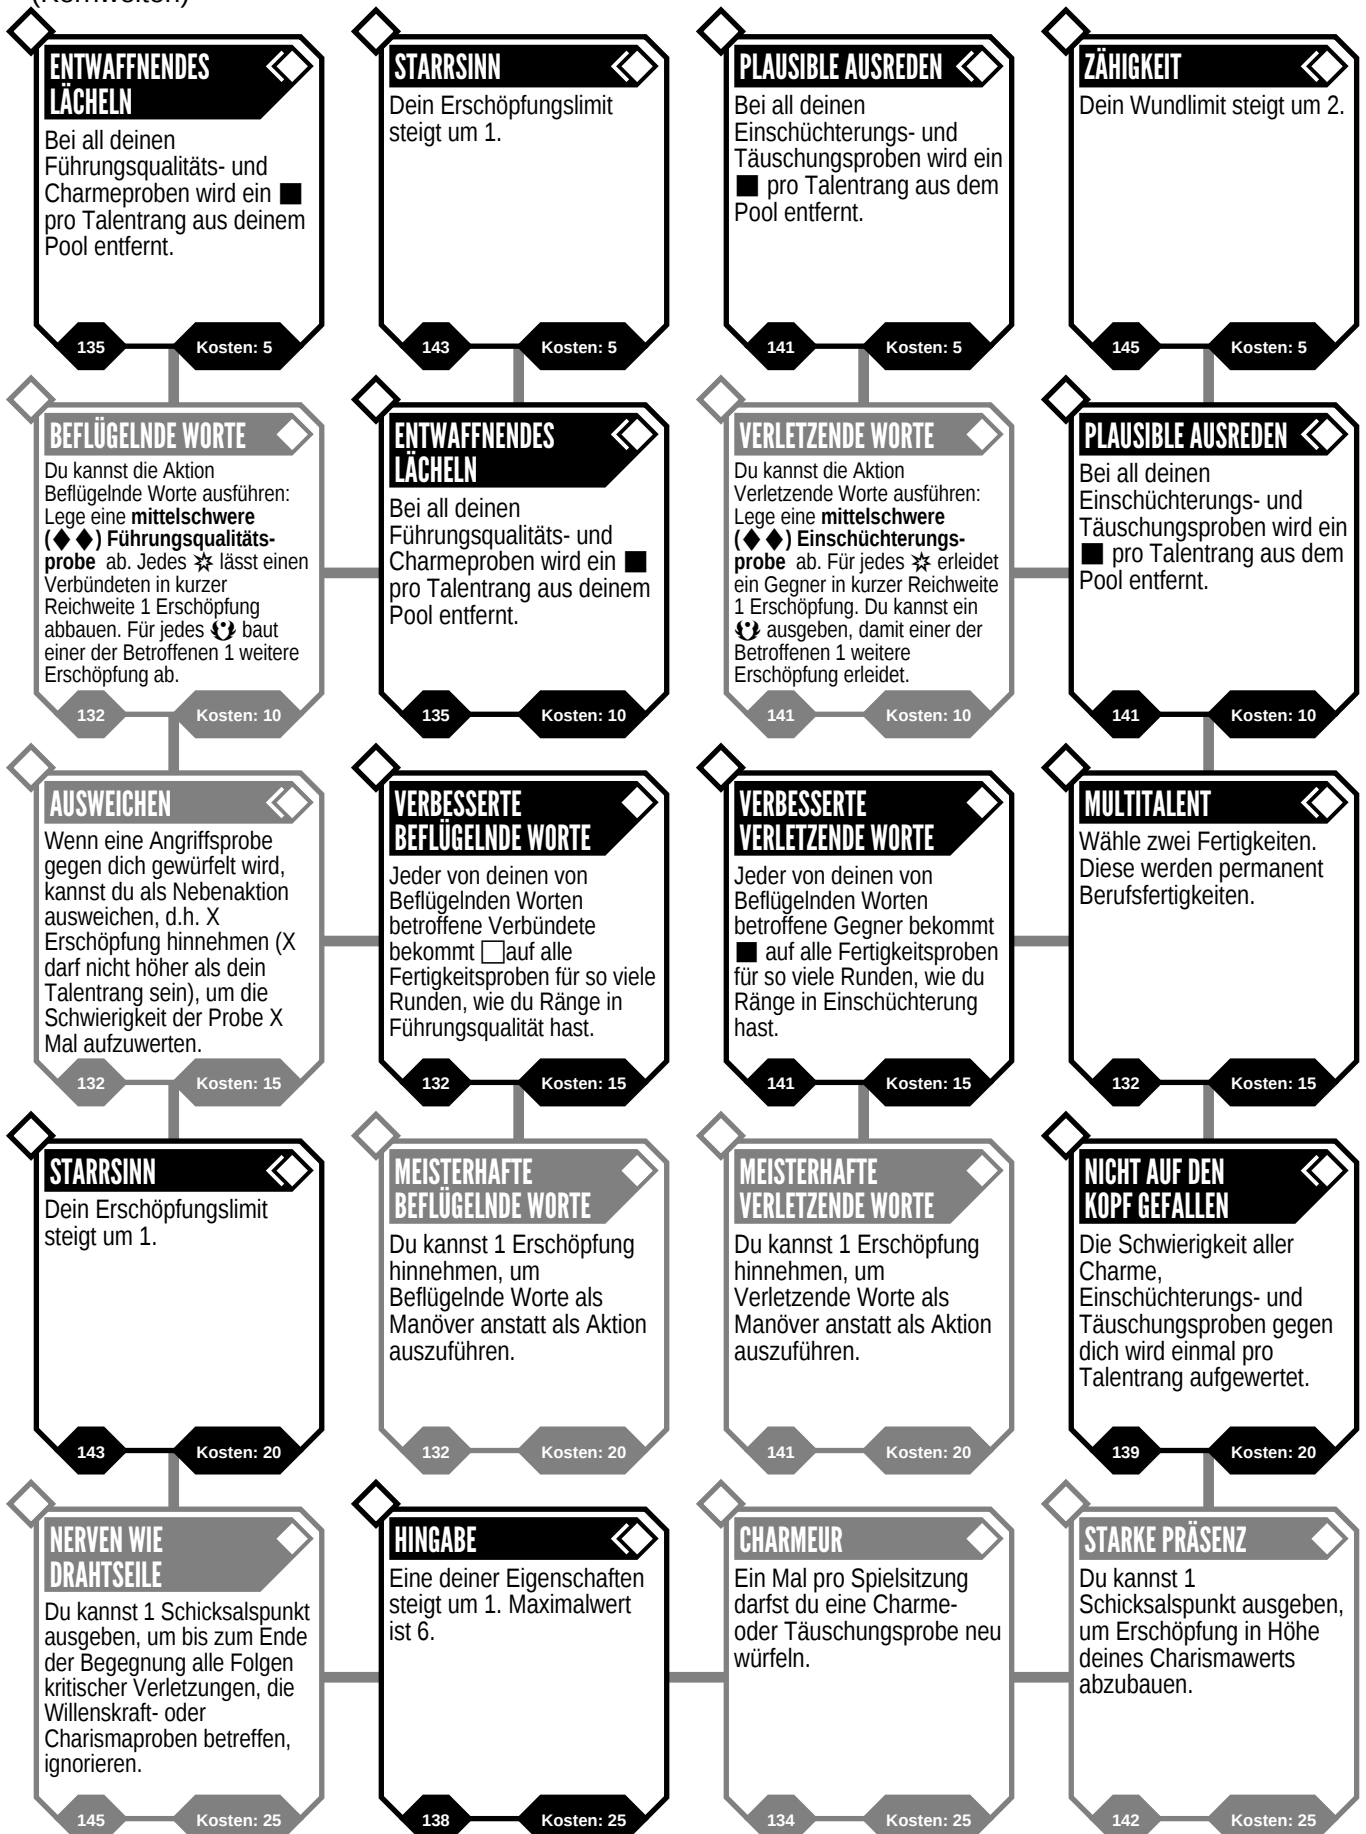 (Kernwelten)
ENTWAFFNENDES
LÄCHELN
Bei all deinen
Führungsqualitäts- und
Charmeproben wird ein ■
pro Talentrang aus deinem
Pool entfernt.
135
Kosten: 5
STARRSINN
Dein Erschöpfungslimit
steigt um 1.
143
Kosten: 5
PLAUSIBLE AUSREDEN
Bei all deinen
Einschüchterungs- und
Täuschungsproben wird ein
■ pro Talentrang aus dem
Pool entfernt.
141
Kosten: 5
ZÄHIGKEIT
Dein Wundlimit steigt um 2.
145
Kosten: 5
BEFLÜGELNDE WORTE
Du kannst die Aktion
Beflügelnde Worte ausführen:
Lege eine mittelschwere
(♦ ♦) Führungsqualitäts-
probe ab. Jedes lässt einen
Verbündeten in kurzer
Reichweite 1 Erschöpfung
abbauen. Für jedes baut
einer der Betroffenen 1 weitere
Erschöpfung ab.
132
Kosten: 10
ENTWAFFNENDES
LÄCHELN
Bei all deinen
Führungsqualitäts- und
Charmeproben wird ein ■
pro Talentrang aus deinem
Pool entfernt.
135
Kosten: 10
VERLETZENDE WORTE
Du kannst die Aktion
Verletzende Worte ausführen:
Lege eine mittelschwere
(♦ ♦) Einschüchterungs-
probe ab. Für jedes erleidet
ein Gegner in kurzer Reichweite
1 Erschöpfung. Du kannst ein
ausgeben, damit einer der
Betroffenen 1 weitere
Erschöpfung erleidet.
141
Kosten: 10
PLAUSIBLE AUSREDEN
Bei all deinen
Einschüchterungs- und
Täuschungsproben wird ein
■ pro Talentrang aus dem
Pool entfernt.
141
Kosten: 10
AUSWEICHEN
Wenn eine Angriffsprobe
gegen dich gewürfelt wird,
kannst du als Nebenaktion
ausweichen, d.h. X
Erschöpfung hinnehmen (X
darf nicht höher als dein
Talentrang sein), um die
Schwierigkeit der Probe X
Mal aufzuwerten.
132
Kosten: 15
VERBESSERTE
BEFLÜGELNDE WORTE
Jeder von deinen von
Beflügelnden Worten
betroffene Verbündete
bekommt □auf alle
Fertigkeitsproben für so viele
Runden, wie du Ränge in
Führungsqualität hast.
132
Kosten: 15
VERBESSERTE
VERLETZENDE WORTE
Jeder von deinen von
Beflügelnden Worten
betroffene Gegner bekommt
■ auf alle Fertigkeitsproben
für so viele Runden, wie du
Ränge in Einschüchterung
hast.
141
Kosten: 15
MULTITALENT
Wähle zwei Fertigkeiten.
Diese werden permanent
Berufsfertigkeiten.
132
Kosten: 15
STARRSINN
Dein Erschöpfungslimit
steigt um 1.
143
Kosten: 20
MEISTERHAFTE
BEFLÜGELNDE WORTE
Du kannst 1 Erschöpfung
hinnehmen, um
Beflügelnde Worte als
Manöver anstatt als Aktion
auszuführen.
132
Kosten: 20
MEISTERHAFTE
VERLETZENDE WORTE
Du kannst 1 Erschöpfung
hinnehmen, um
Verletzende Worte als
Manöver anstatt als Aktion
auszuführen.
141
Kosten: 20
NICHT AUF DEN
KOPF GEFALLEN
Die Schwierigkeit aller
Charme,
Einschüchterungs- und
Täuschungsproben gegen
dich wird einmal pro
Talentrang aufgewertet.
139
Kosten: 20
NERVEN WIE
DRAHTSEILE
Du kannst 1 Schicksalspunkt
ausgeben, um bis zum Ende
der Begegnung alle Folgen
kritischer Verletzungen, die
Willenskraft- oder
Charismaproben betreffen,
ignorieren.
145
Kosten: 25
HINGABE
Eine deiner Eigenschaften
steigt um 1. Maximalwert
ist 6.
138
Kosten: 25
CHARMEUR
Ein Mal pro Spielsitzung
darfst du eine Charme-
oder Täuschungsprobe neu
würfeln.
134
Kosten: 25
STARKE PRÄSENZ
Du kannst 1
Schicksalspunkt ausgeben,
um Erschöpfung in Höhe
deines Charismawerts
abzubauen.
142
Kosten: 25